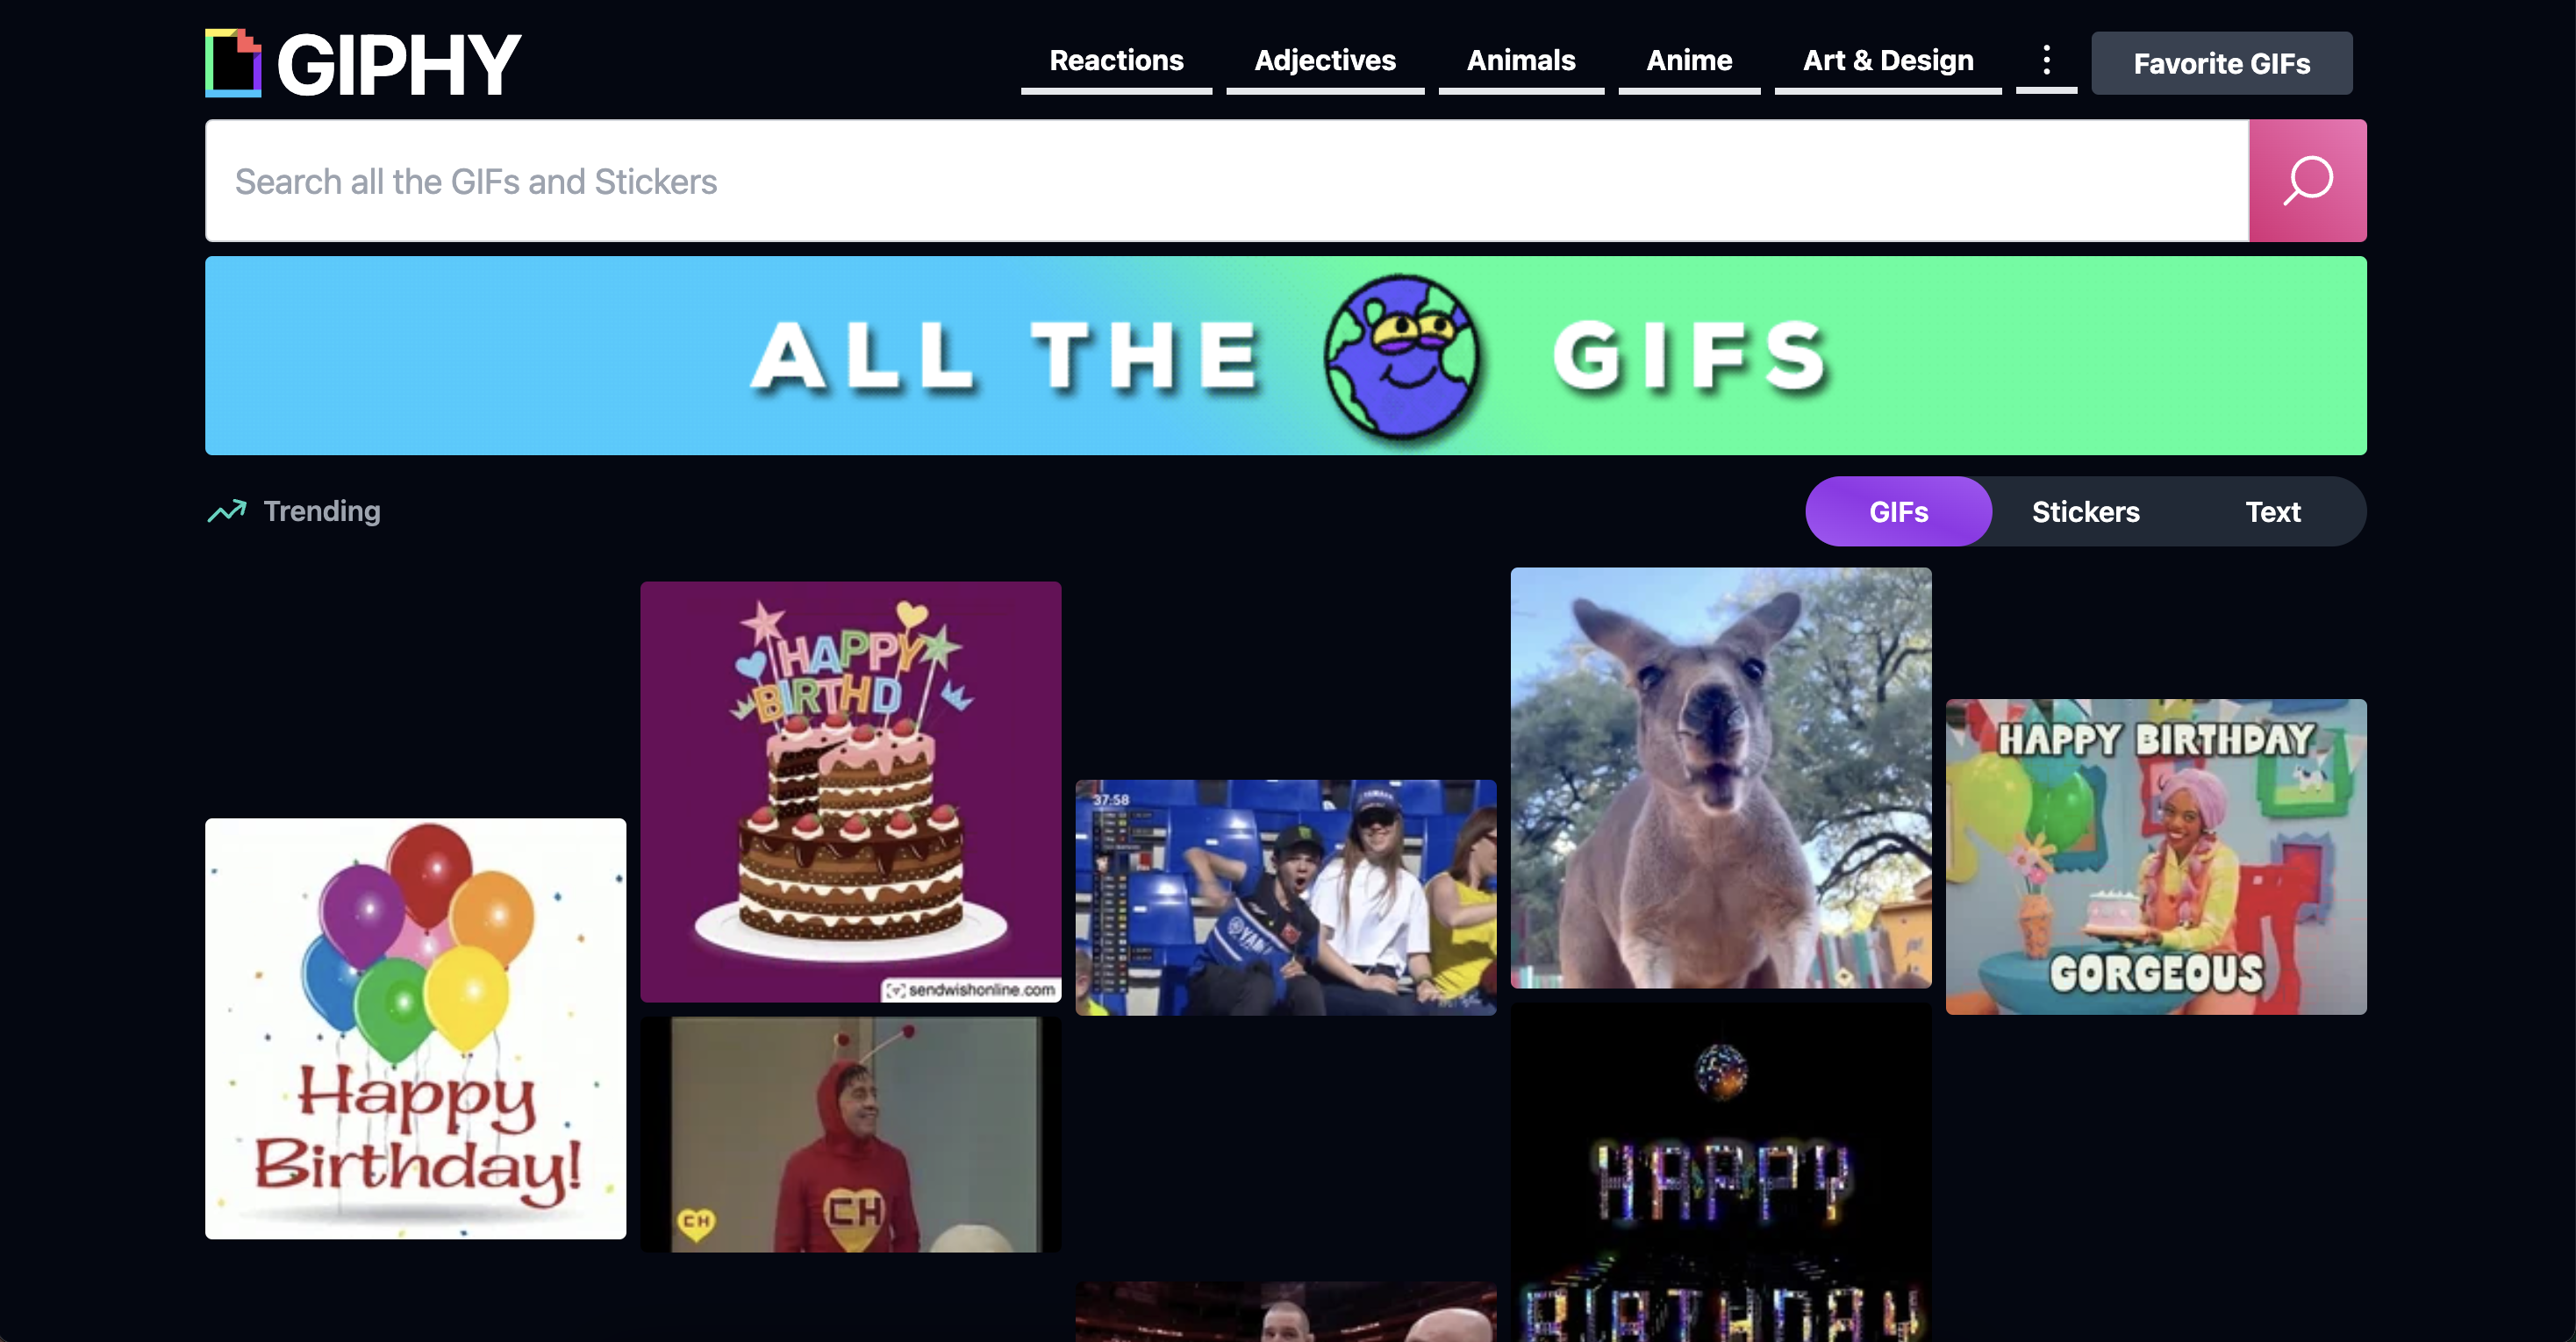 GIPHY
Reactions
Adjectives
Animals
Anime
Art & Design
Favorite GIFs
Search all the GIFs and Stickers
ALL THE GIFS
Trending
GIFs
Stickers
Text
HAPPY
BIRTHD
sendwishonline.com
37:58
YAMAHA
HAPPY BIRTHDAY
GORGEOUS
Happy
Birthday!
CH
CH
HAPPY
BIRTHDAY